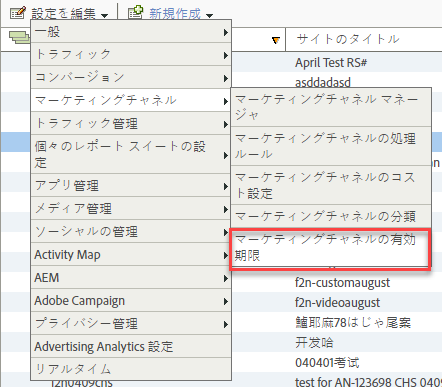 設定を編集 新規作成
一般
サイトのタイトル
トラフィック
April Test RS#
コンバージョン
asddadasd
マーケティングチャネル
マーケティングチャネル マネージャ
トラフィック管理
マーケティングチャネルの処理ルール
個々のレポート スイートの設定
マーケティングチャネルのコスト設定
アプリ管理
メディア管理
マーケティングチャネルの分類
ソーシャルの管理
マーケティングチャネルの有効期限
Activity Map
AEM
f2n-customaugust
Adobe Campaign
f2n-videoaugust
プライバシー管理
鱸耶麻78はじゃ尾案
Advertising Analytics 設定
开发哈
リアルタイム
040401考试
f2n0409chs
test for AN-123698 CHS 0409